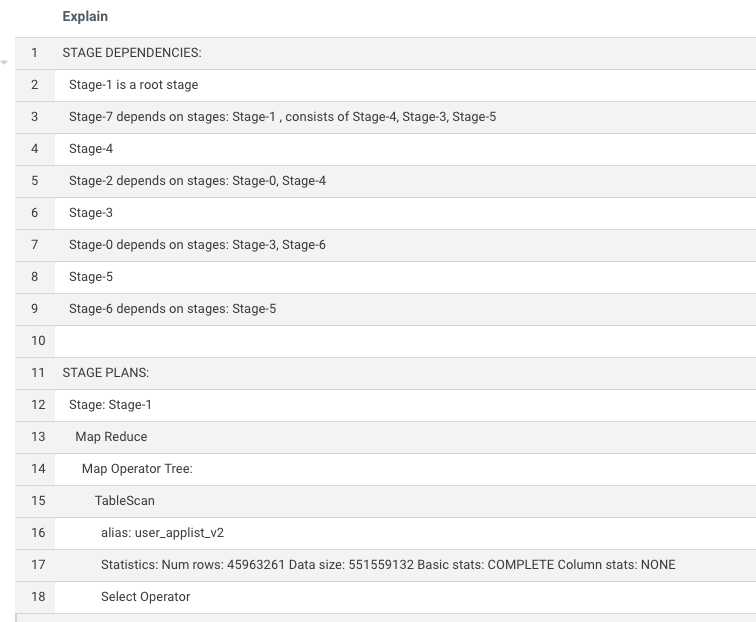 Explain
1 STAGE DEPENDENCIES:
2 Stage-1 is a root stage
3 Stage-7 depends on stages: Stage-1 , consists of Stage-4, Stage-3, Stage-5
4 Stage-4
5 Stage-2 depends on stages: Stage-0, Stage-4
6 Stage-3
7 Stage-0 depends on stages: Stage-3, Stage-6
8 Stage-5
9 Stage-6 depends on stages: Stage-5
10
11 STAGE PLANS:
12 Stage: Stage-1
13 Map Reduce
14 Map Operator Tree:
15 TableScan
16 alias: user_applist_v2
17 Statistics: Num rows: 45963261 Data size: 551559132 Basic stats: COMPLETE Column stats: NONE
18 Select Operator